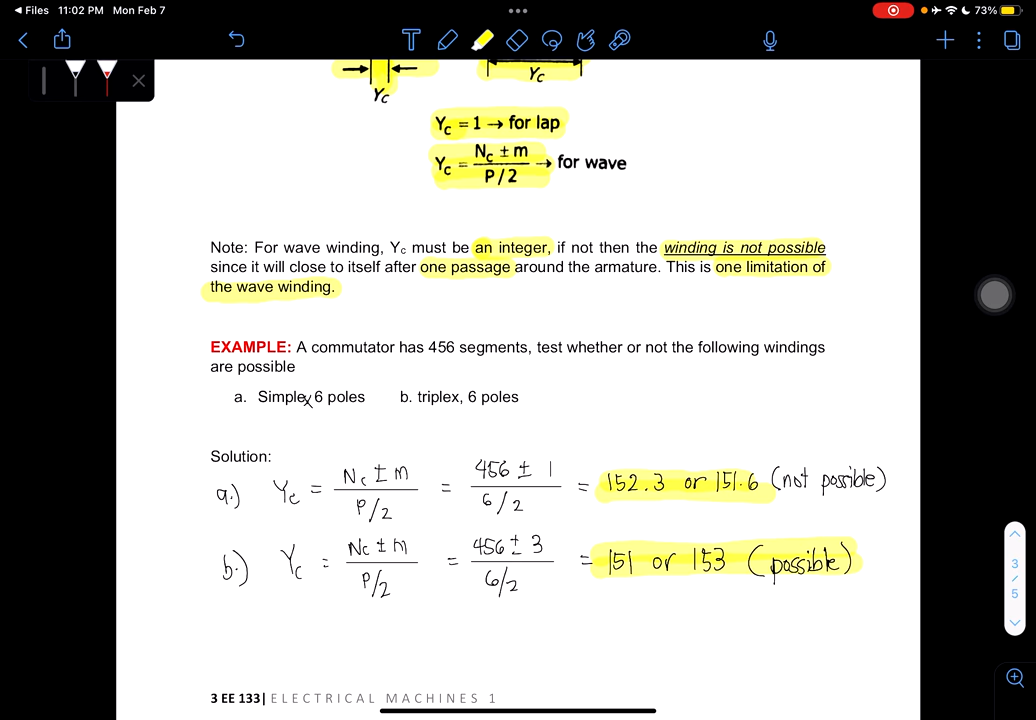 Files 11:02 PM Mon Feb 7 73%
Yc Yc
Yc = 1 → for lap
Yc = Nc ± m / P / 2 → for wave
Note: For wave winding, Yc must be an integer, if not then the winding is not possible
since it will close to itself after one passage around the armature. This is one limitation of
the wave winding.
EXAMPLE: A commutator has 456 segments, test whether or not the following windings
are possible
a. Simplex 6 poles b. triplex, 6 poles
Solution:
a.) Yc = Nc ± m / P/2 = 456 ± 1 / 6/2 = 152.3 or 151.6 (not possible)
b.) Yc = Nc ± m / P/2 = 456 ± 3 / 6/2 = 151 or 153 (possible)
3 / 5
3 EE 133| ELECTRICAL MACHINES 1